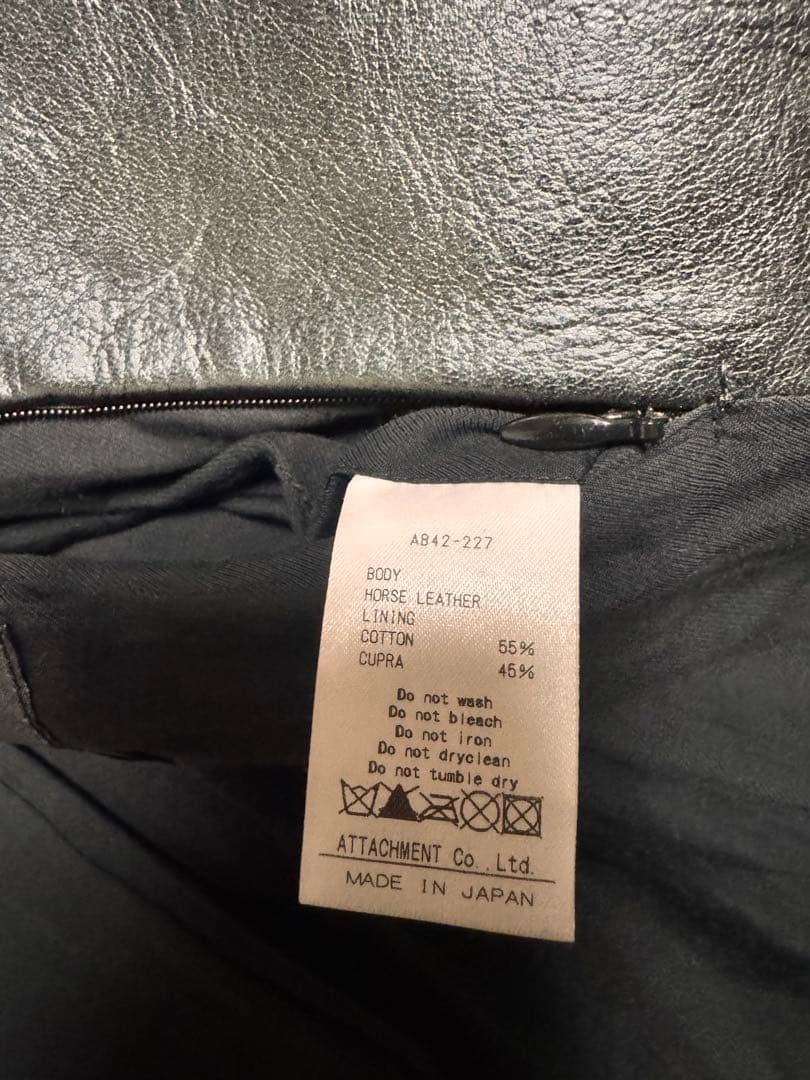 AB42-227
BODY
HORSE LEATHER
LINING
COTTON 55%
CUPRA 45%
Do not wash
Do not bleach
Do not iron
Do not dryclean
Do not tumble dry
ATTACHMENT Co.,Ltd.
MADE IN JAPAN